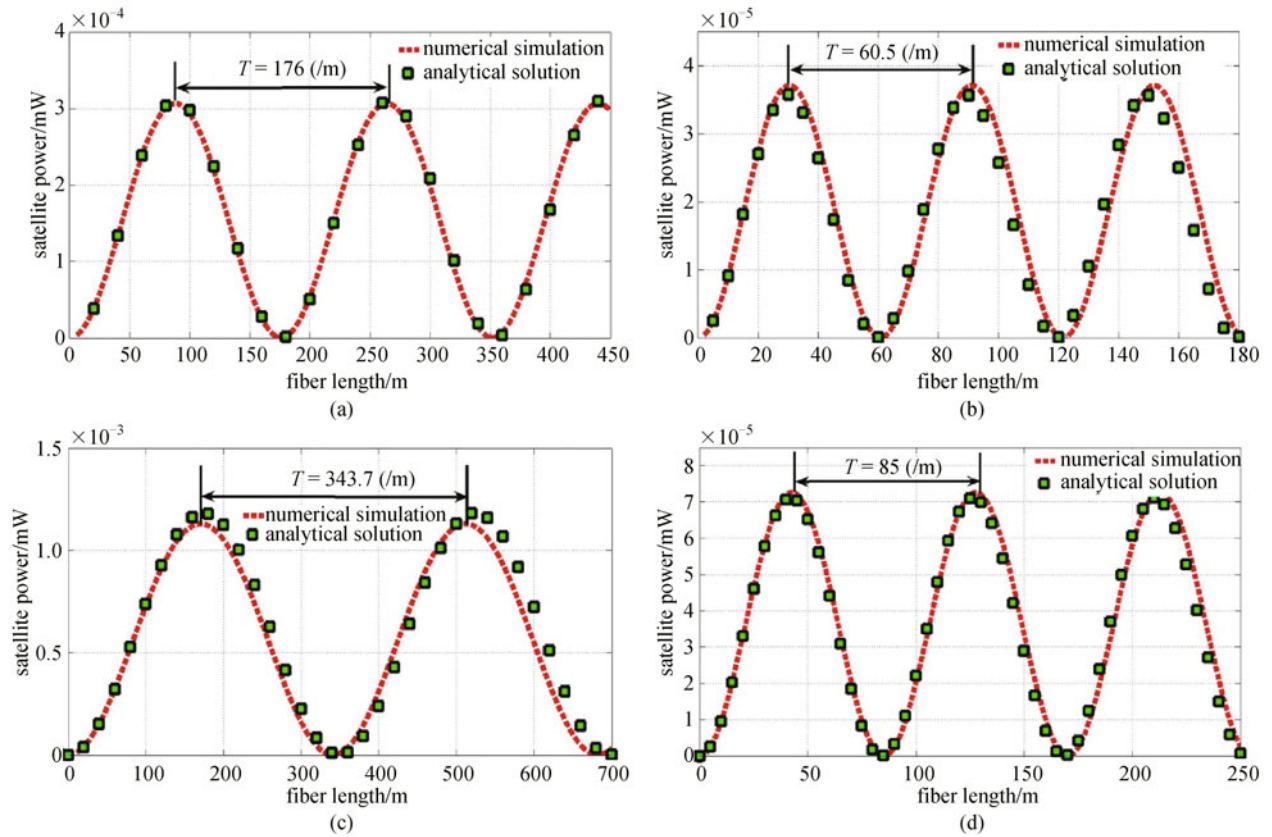 ×10⁻⁴
numerical simulation
analytical solution
T = 176 (/m)
satellite power/mW
4
3
2
1
0
0 50 100 150 200 250 300 350 400 450
fiber length/m
(a)
×10⁻⁵
numerical simulation
analytical solution
T = 60.5 (/m)
satellite power/mW
4
3
2
1
0
0 20 40 60 80 100 120 140 160 180
fiber length/m
(b)
×10⁻³
T = 343.7 (/m)
numerical simulation
analytical solution
satellite power/mW
1.5
1.0
0.5
0
0 100 200 300 400 500 600 700
fiber length/m
(c)
×10⁻⁵
numerical simulation
analytical solution
T = 85 (/m)
satellite power/mW
8
7
6
5
4
3
2
1
0
0 50 100 150 200 250
fiber length/m
(d)